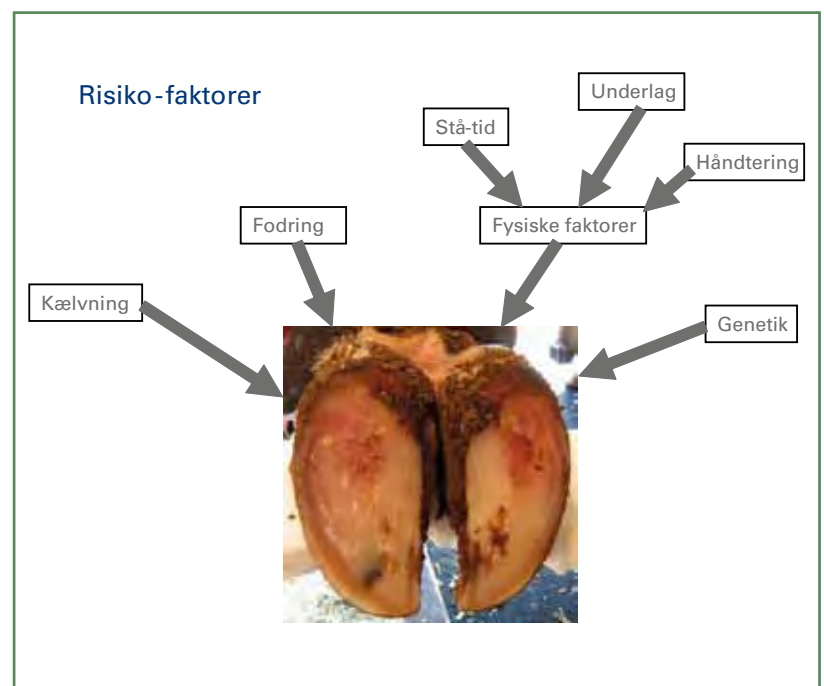 Risiko-faktorer
Underlag
Stå-tid
Håndtering
Fodring
Fysiske faktorer
Kælvning
Genetik